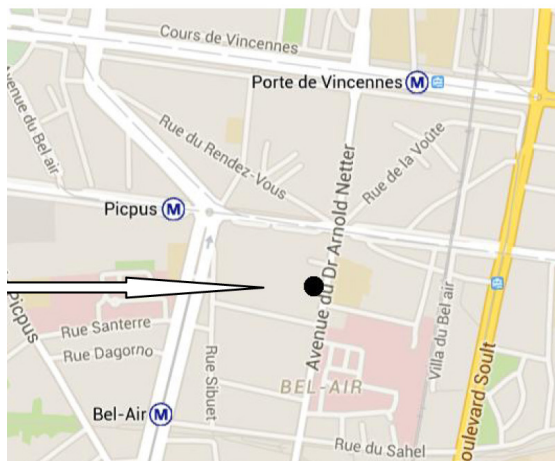 Cours de Vincennes
Porte de Vincennes M
Avenue du Bel air
Rue du Rendez-Vous
Rue de la Voûte
Picpus M
Avenue du Dr Arnold Netter
Picpus
Rue Santerre
Rue Dagorno
Rue Sibuet
BEL-AIR
Villa du Bel air
oulevard Soult
Bel-Air M
Rue du Sahel